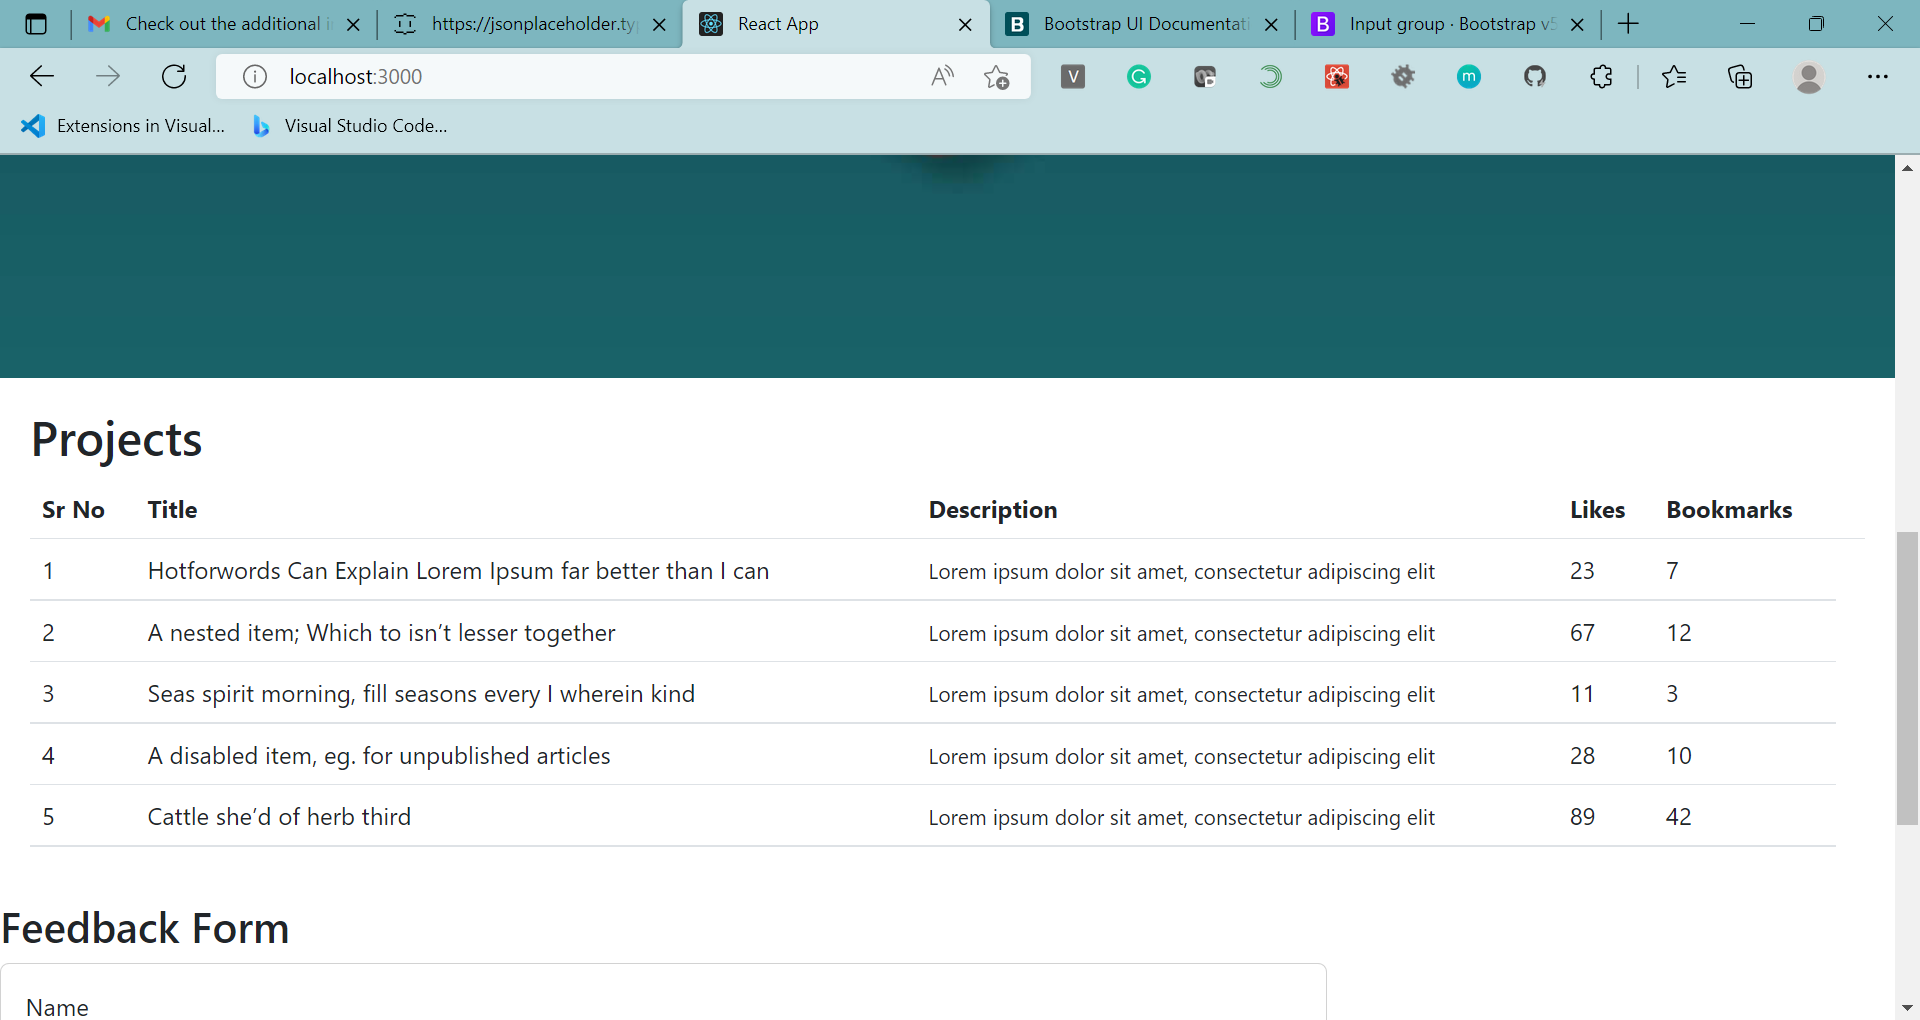 Check out the additional i
https://jsonplaceholder.ty
React App
Bootstrap UI Documentati
Input group · Bootstrap v5
localhost:3000
A
V
G
m
Extensions in Visual...
Visual Studio Code...
Projects
Sr No Title Description Likes Bookmarks
1 Hotforwords Can Explain Lorem Ipsum far better than I can Lorem ipsum dolor sit amet, consectetur adipiscing elit 23 7
2 A nested item; Which to isn’t lesser together Lorem ipsum dolor sit amet, consectetur adipiscing elit 67 12
3 Seas spirit morning, fill seasons every I wherein kind Lorem ipsum dolor sit amet, consectetur adipiscing elit 11 3
4 A disabled item, eg. for unpublished articles Lorem ipsum dolor sit amet, consectetur adipiscing elit 28 10
5 Cattle she’d of herb third Lorem ipsum dolor sit amet, consectetur adipiscing elit 89 42
Feedback Form
Name